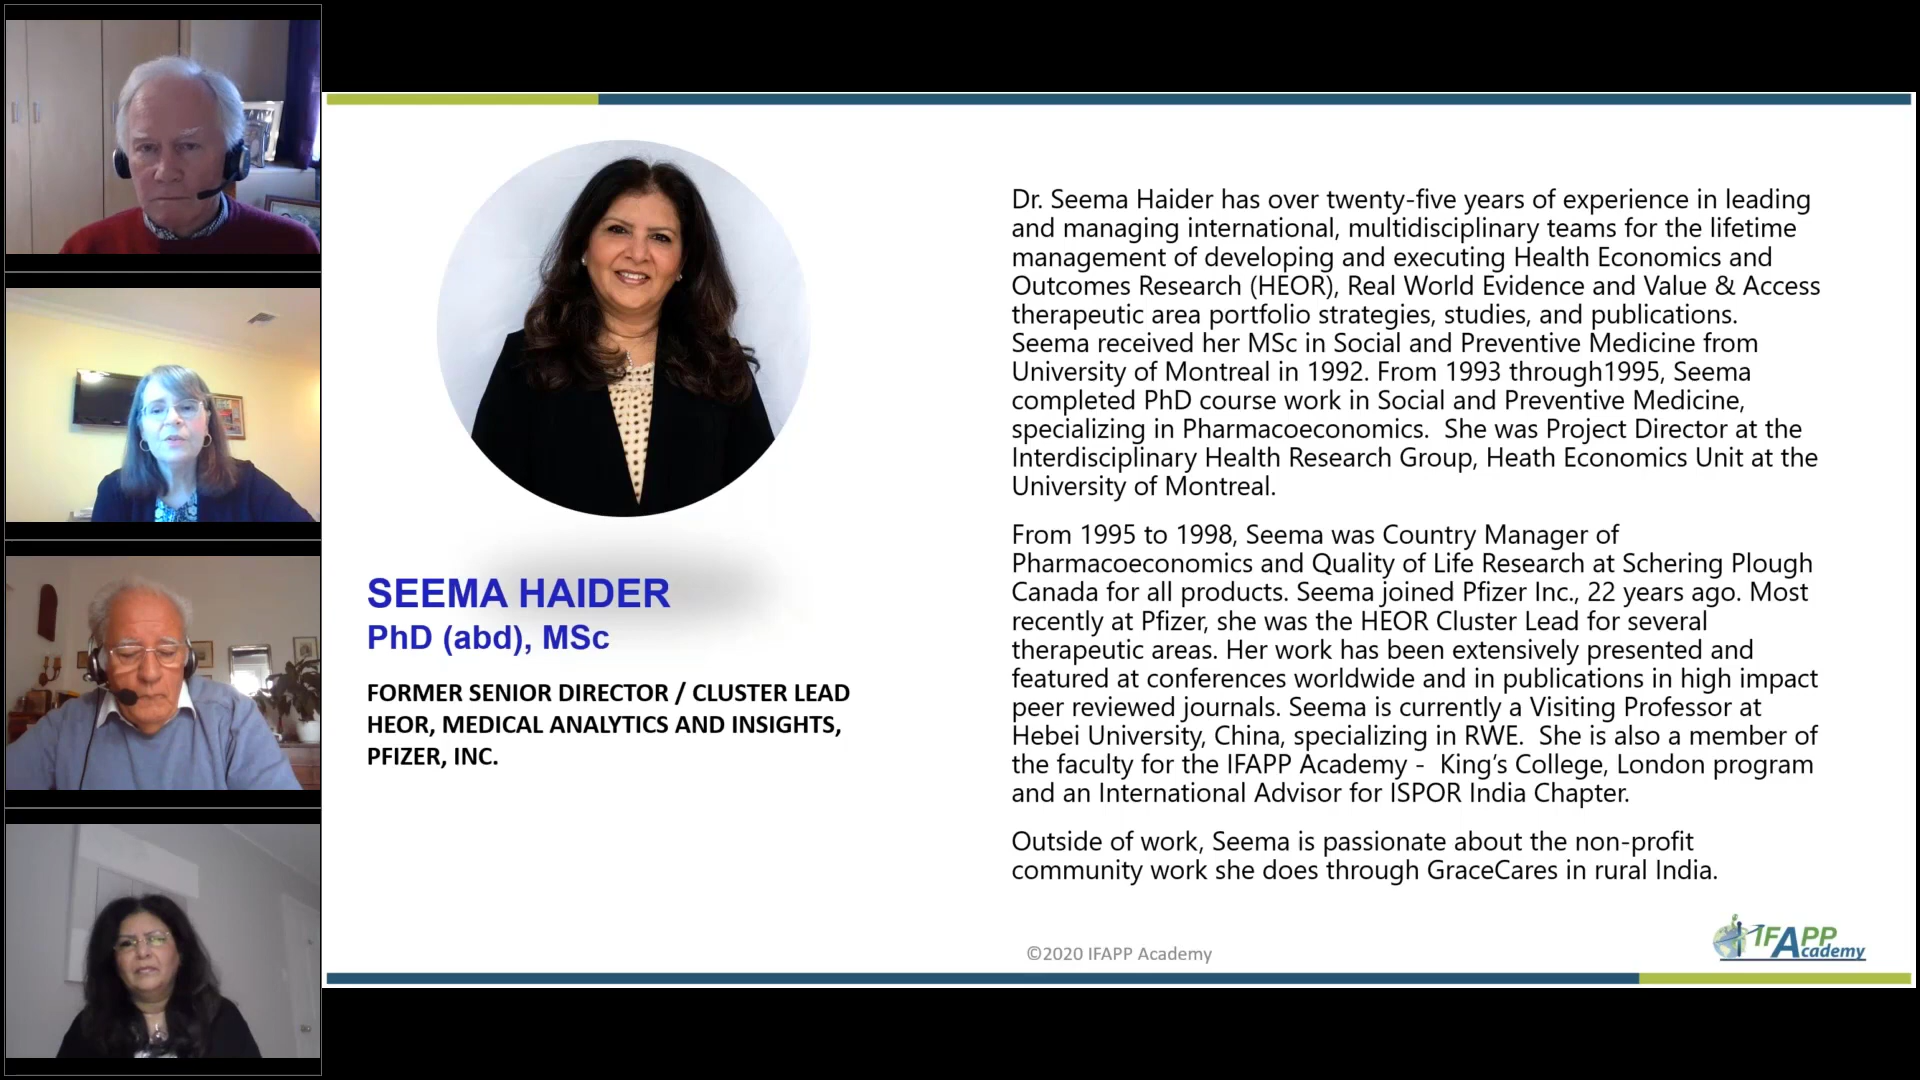 SEEMA HAIDER
PhD (abd), MSc
FORMER SENIOR DIRECTOR / CLUSTER LEAD
HEOR, MEDICAL ANALYTICS AND INSIGHTS,
PFIZER, INC.
Dr. Seema Haider has over twenty-five years of experience in leading
and managing international, multidisciplinary teams for the lifetime
management of developing and executing Health Economics and
Outcomes Research (HEOR), Real World Evidence and Value & Access
therapeutic area portfolio strategies, studies, and publications.
Seema received her MSc in Social and Preventive Medicine from
University of Montreal in 1992. From 1993 through1995, Seema
completed PhD course work in Social and Preventive Medicine,
specializing in Pharmacoeconomics.  She was Project Director at the
Interdisciplinary Health Research Group, Heath Economics Unit at the
University of Montreal.
From 1995 to 1998, Seema was Country Manager of
Pharmacoeconomics and Quality of Life Research at Schering Plough
Canada for all products. Seema joined Pfizer Inc., 22 years ago. Most
recently at Pfizer, she was the HEOR Cluster Lead for several
therapeutic areas. Her work has been extensively presented and
featured at conferences worldwide and in publications in high impact
peer reviewed journals. Seema is currently a Visiting Professor at
Hebei University, China, specializing in RWE.  She is also a member of
the faculty for the IFAPP Academy -  King’s College, London program
and an International Advisor for ISPOR India Chapter.
Outside of work, Seema is passionate about the non-profit
community work she does through GraceCares in rural India.
©2020 IFAPP Academy
IFAPP
Academy